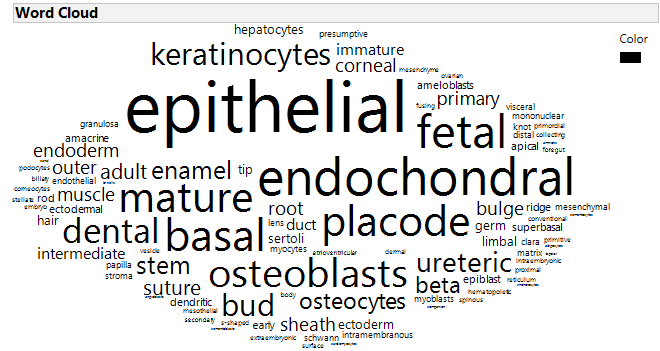 Word Cloud
Color
hepatocytes
presumptive
keratinocytes
immature
corneal
mesenchyme
ovarian
ameloblasts
epithelial
fusing
primary
visceral
mononuclear
granulosa
fetal
knot
primordial
distal
collecting
amacrine
apical
foregut
endoderm
podocytes
outer
adult
enamel
tip
endochondral
biliary
endothelial
corneocytes
muscle
mature
stellate
rod
embryo
ectodermal
root
placode
bulge
ridge
mesenchymal
hair
dental
basal
lens
duct
germ
conventional
superbasal
sertoli
limbal
clara
primitive
intermediate
vesicle
myocytes
atrioventricular
dermal
matrix
papilla
stem
osteoblasts
ureteric
intraembryonic
stroma
proximal
suture
beta
epiblast
reticulum
hematopoietic
dendritic
bud
body
osteocytes
myoblasts
spinous
mesothelial
secondary
s-shaped
early
sheath
ectoderm
extraembryonic
schwann
intramembranous
surface